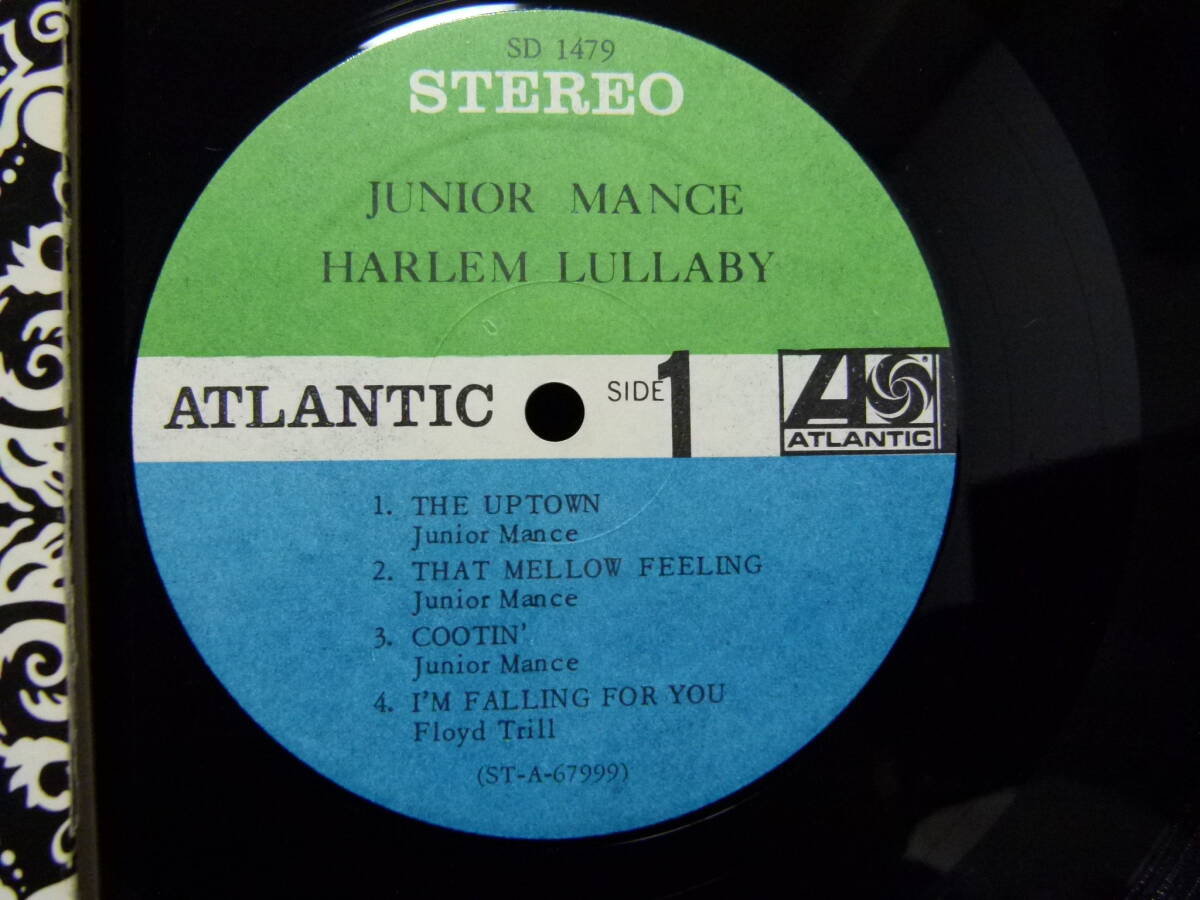 SD 1479
STEREO
JUNIOR MANCE
HARLEM LULLABY
ATLANTIC
SIDE 1
ATLANTIC
1. THE UPTOWN
Junior Mance
2. THAT MELLOW FEELING
Junior Mance
3. COOTIN'
Junior Mance
4. I'M FALLING FOR YOU
Floyd Trill
(ST-A-67999)